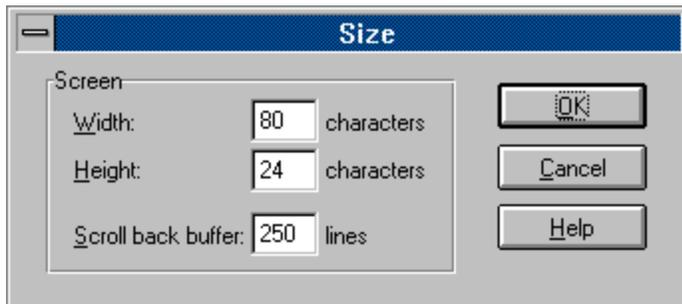 Size
Screen
Width: 80 characters
Height: 24 characters
Scroll back buffer: 250 lines
OK
Cancel
Help